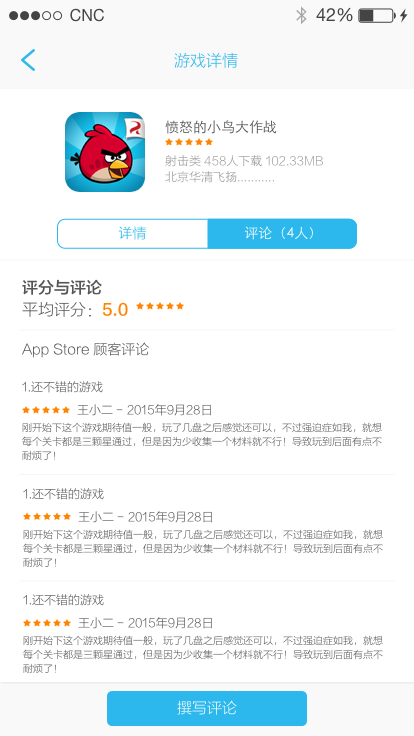 CNC
42%
游戏详情
愤怒的小鸟大作战
射击类 458人下载 102.33MB
北京华清飞扬..........
详情
评论（4人）
评分与评论
平均评分：5.0
App Store 顾客评论
1.还不错的游戏
王小二 - 2015年9月28日
刚开始下这个游戏期待值一般，玩了几盘之后感觉还可以，不过强迫症如我，就想
每个关卡都是三颗星通过，但是因为少收集一个材料就不行！导致玩到后面有点不
耐烦了！
1.还不错的游戏
王小二 - 2015年9月28日
刚开始下这个游戏期待值一般，玩了几盘之后感觉还可以，不过强迫症如我，就想
每个关卡都是三颗星通过，但是因为少收集一个材料就不行！导致玩到后面有点不
耐烦了！
1.还不错的游戏
王小二 - 2015年9月28日
刚开始下这个游戏期待值一般，玩了几盘之后感觉还可以，不过强迫症如我，就想
每个关卡都是三颗星通过，但是因为少收集一个材料就不行！导致玩到后面有点不
耐烦了！
撰写评论